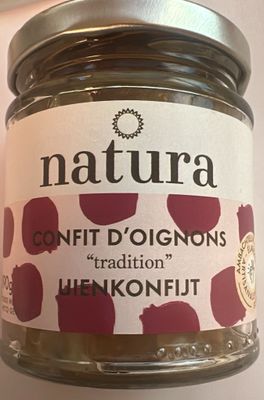 natura
CONFIT D'OIGNONS
"tradition"
UIENKONFIJT